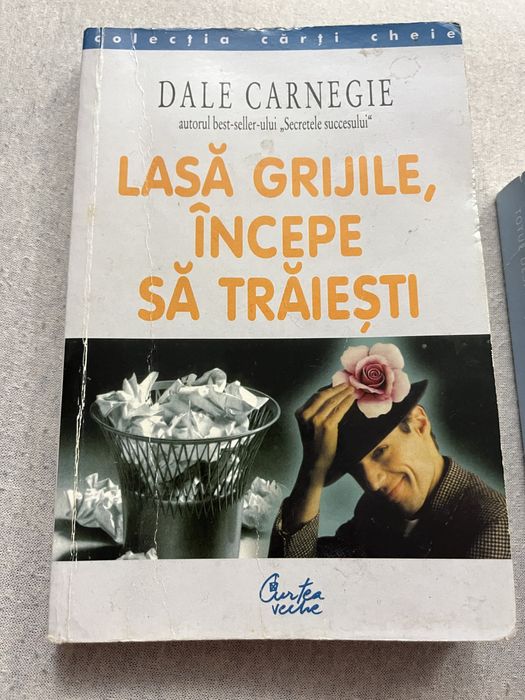 colecția cărți cheie
DALE CARNEGIE
autorul best-seller-ului „Secretele succesului“
LASĂ GRIJILE,
ÎNCEPE
SĂ TRĂIEȘTI
Curtea
veche